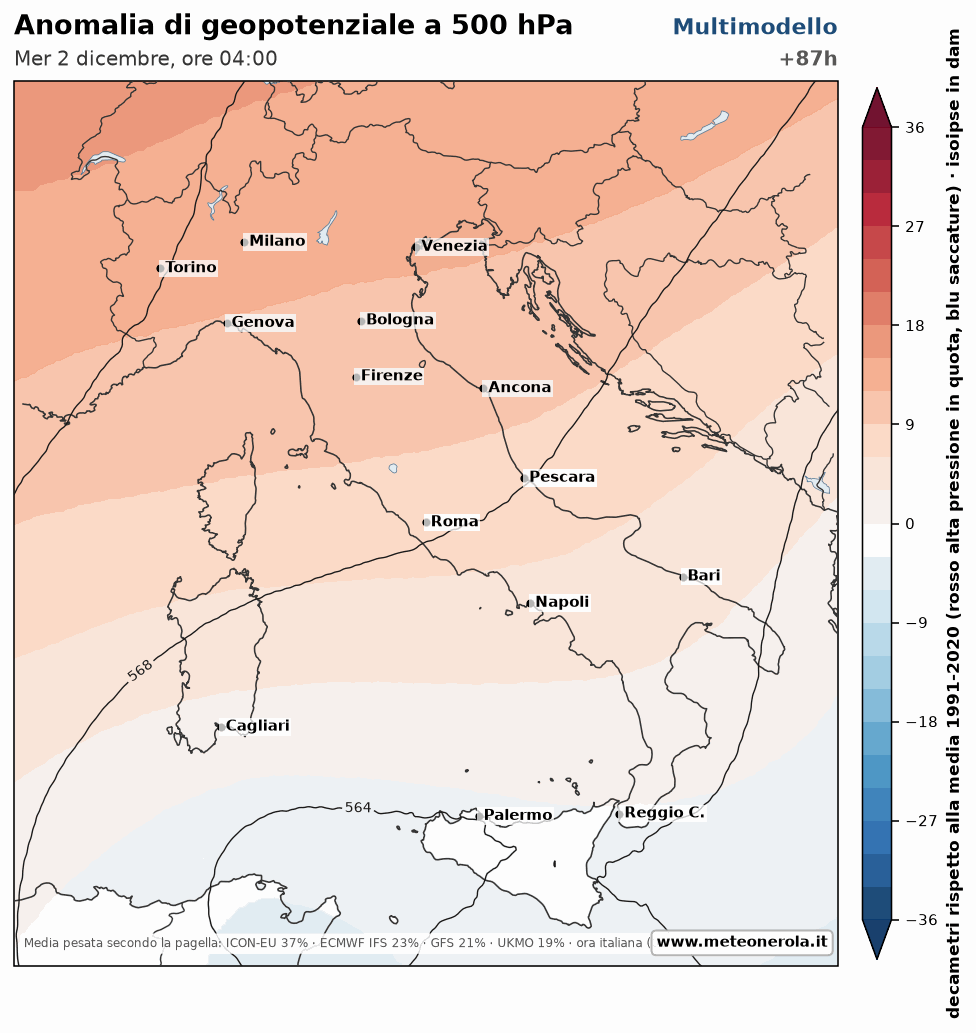 Anomalia di geopotenziale a 500 hPa
Multimodello
Mer 2 dicembre, ore 04:00
+87h
Milano
Venezia
Torino
Genova
Bologna
Firenze
Ancona
Pescara
Roma
Bari
Napoli
568
Cagliari
564
Palermo
Reggio C.
Media pesata secondo la pagella: ICON-EU 37% · ECMWF IFS 23% · GFS 21% · UKMO 19% · ora italiana (
www.meteonerola.it
36
27
18
9
0
−9
−18
−27
−36
decametri rispetto alla media 1991-2020 (rosso alta pressione in quota, blu saccature) · isoipse in dam